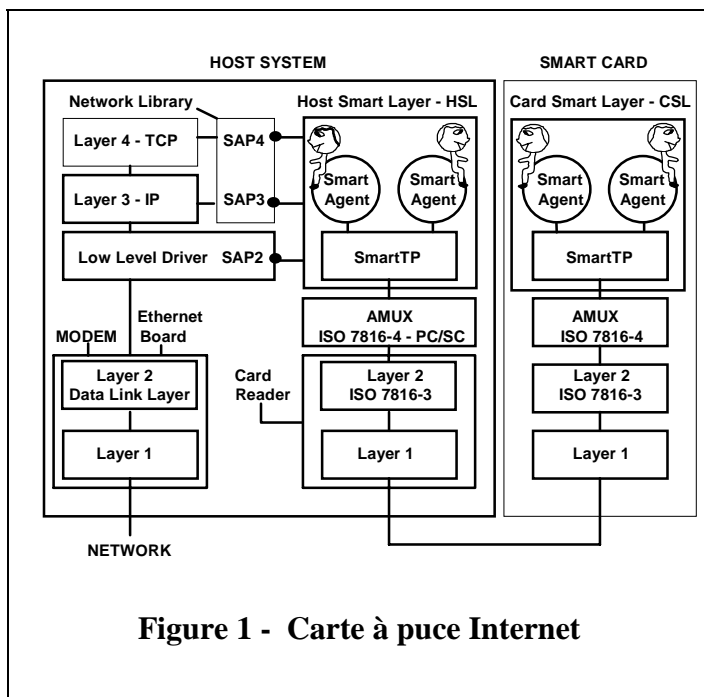 HOST SYSTEM
SMART CARD
Network Library
Host Smart Layer - HSL
Card Smart Layer - CSL
Layer 4 - TCP
SAP4
Layer 3 - IP
SAP3
Smart
Agent
Smart
Agent
Smart
Agent
Smart
Agent
Low Level Driver
SAP2
SmartTP
SmartTP
MODEM
Ethernet
Board
AMUX
ISO 7816-4 - PC/SC
AMUX
ISO 7816-4
Layer 2
Data Link Layer
Card
Reader
Layer 2
ISO 7816-3
Layer 2
ISO 7816-3
Layer 1
Layer 1
Layer 1
NETWORK
Figure 1 - Carte à puce Internet